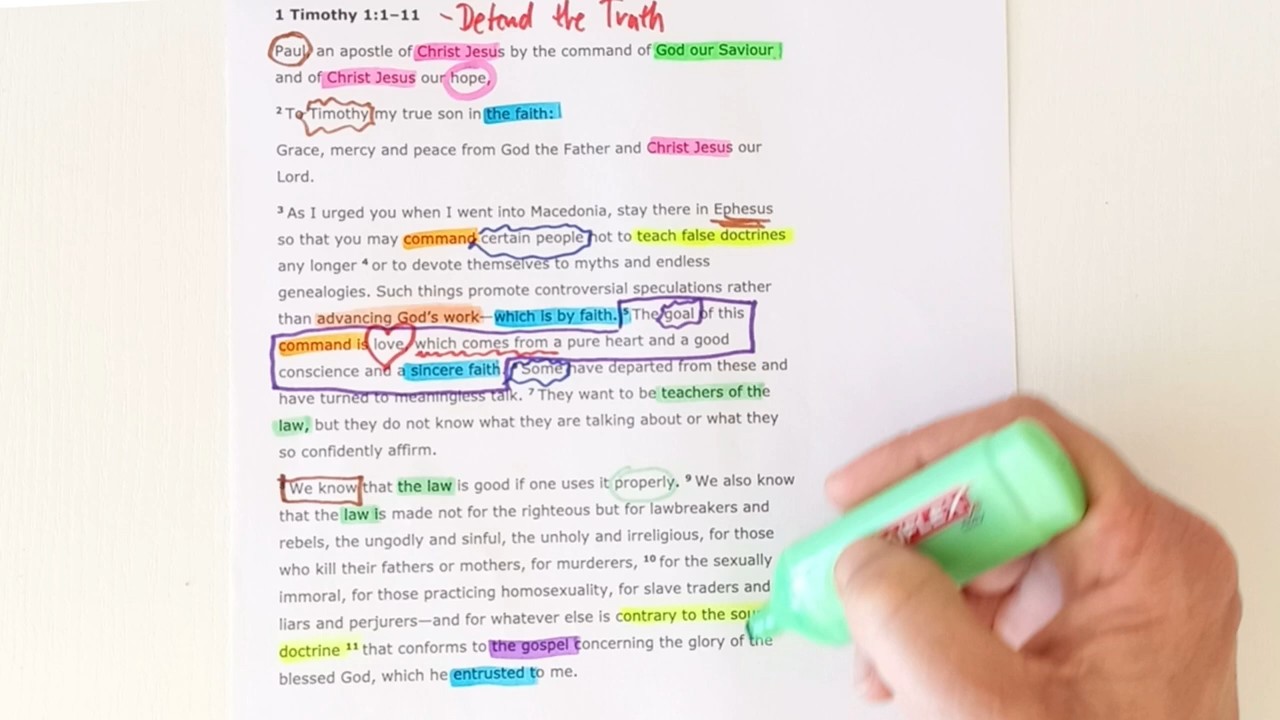 1 Timothy 1:1–11 - Defend the Truth
Paul, an apostle of Christ Jesus by the command of God our Saviour
and of Christ Jesus our hope,
2 To Timothy my true son in the faith:
Grace, mercy and peace from God the Father and Christ Jesus our
Lord.
3 As I urged you when I went into Macedonia, stay there in Ephesus
so that you may command certain people not to teach false doctrines
any longer 4 or to devote themselves to myths and endless
genealogies. Such things promote controversial speculations rather
than advancing God’s work—which is by faith. 5 The goal of this
command is love, which comes from a pure heart and a good
conscience and a sincere faith. Some have departed from these and
have turned to meaningless talk. 7 They want to be teachers of the
law, but they do not know what they are talking about or what they
so confidently affirm.
We know that the law is good if one uses it properly. 9 We also know
that the law is made not for the righteous but for lawbreakers and
rebels, the ungodly and sinful, the unholy and irreligious, for those
who kill their fathers or mothers, for murderers, 10 for the sexually
immoral, for those practicing homosexuality, for slave traders and
liars and perjurers—and for whatever else is contrary to the
doctrine 11 that conforms to the gospel concerning the glory of the
blessed God, which he entrusted to me.